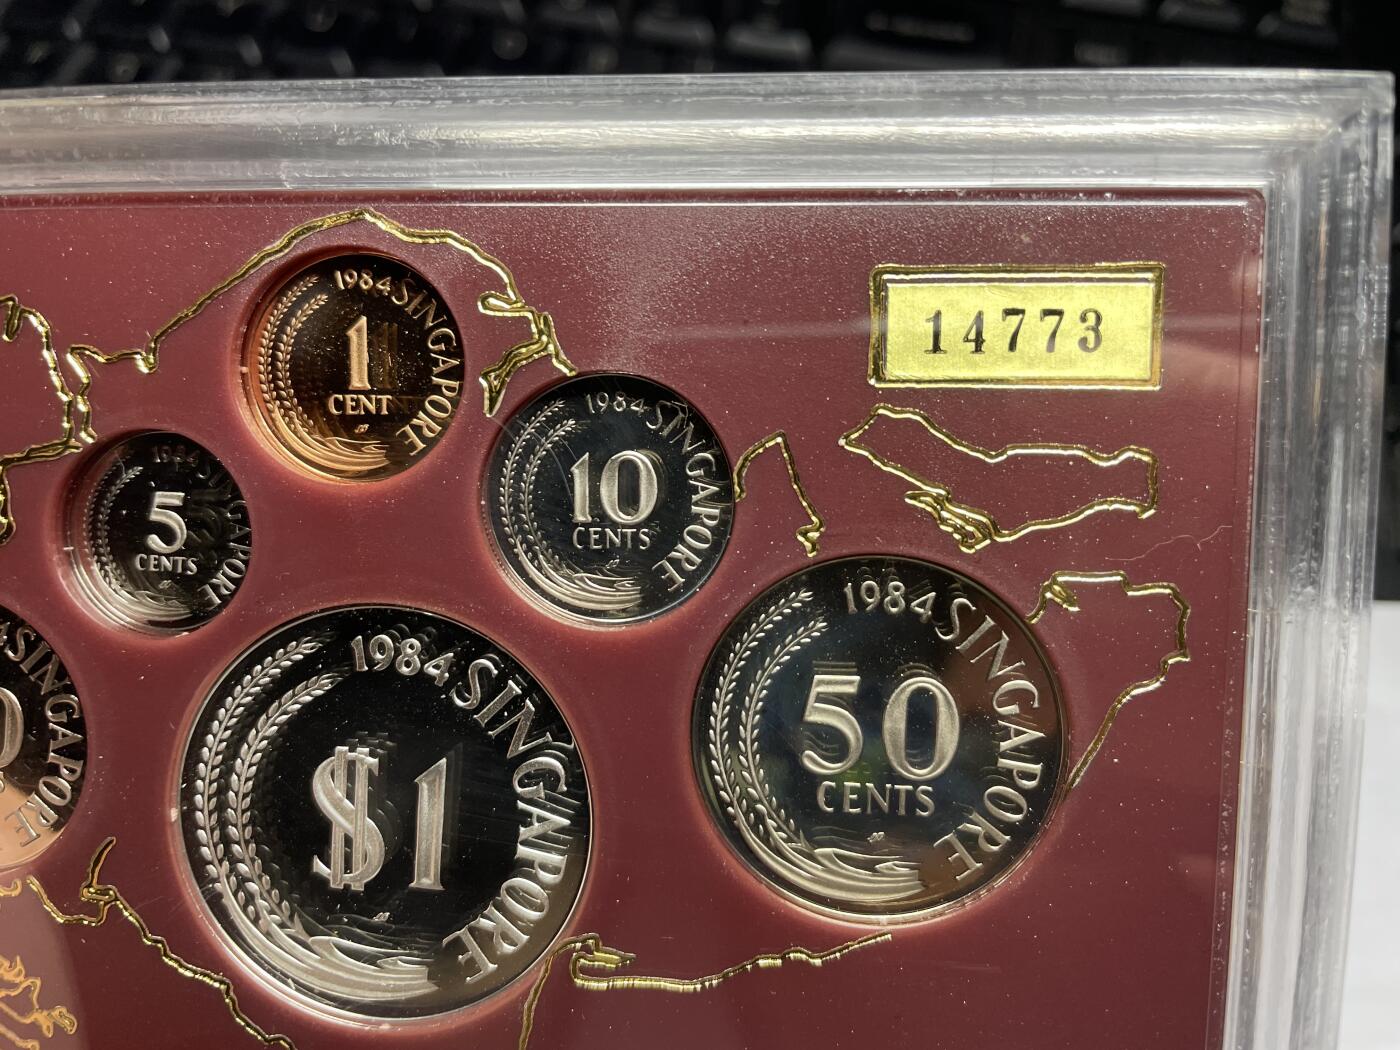 1984 SINGAPORE
1
CENT
14773
1984 SINGAPORE
10
CENTS
1984 SINGAPORE
5
CENTS
1984 SINGAPORE
50
CENTS
1984 SINGAPORE
$1
SINGAPORE
0